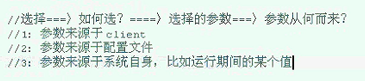 //选择===〉如何选？====〉选择的参数===〉参数从何而来？
//1: 参数来源于client
//2: 参数来源于配置文件
//3: 参数来源于系统自身，比如运行期间的某个值